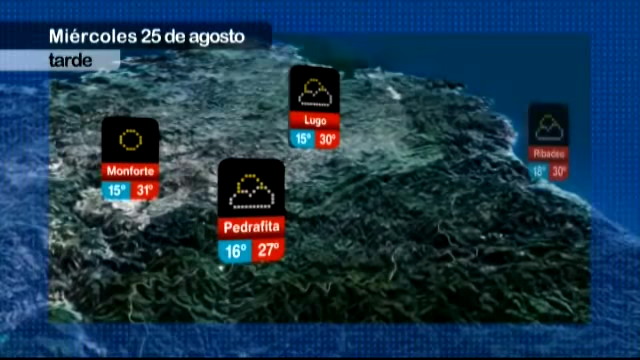 Miércoles 25 de agosto
tarde
Lugo
15º 30º
Ribadeo
18º 30º
Monforte
15º 31º
Pedrafita
16º 27º